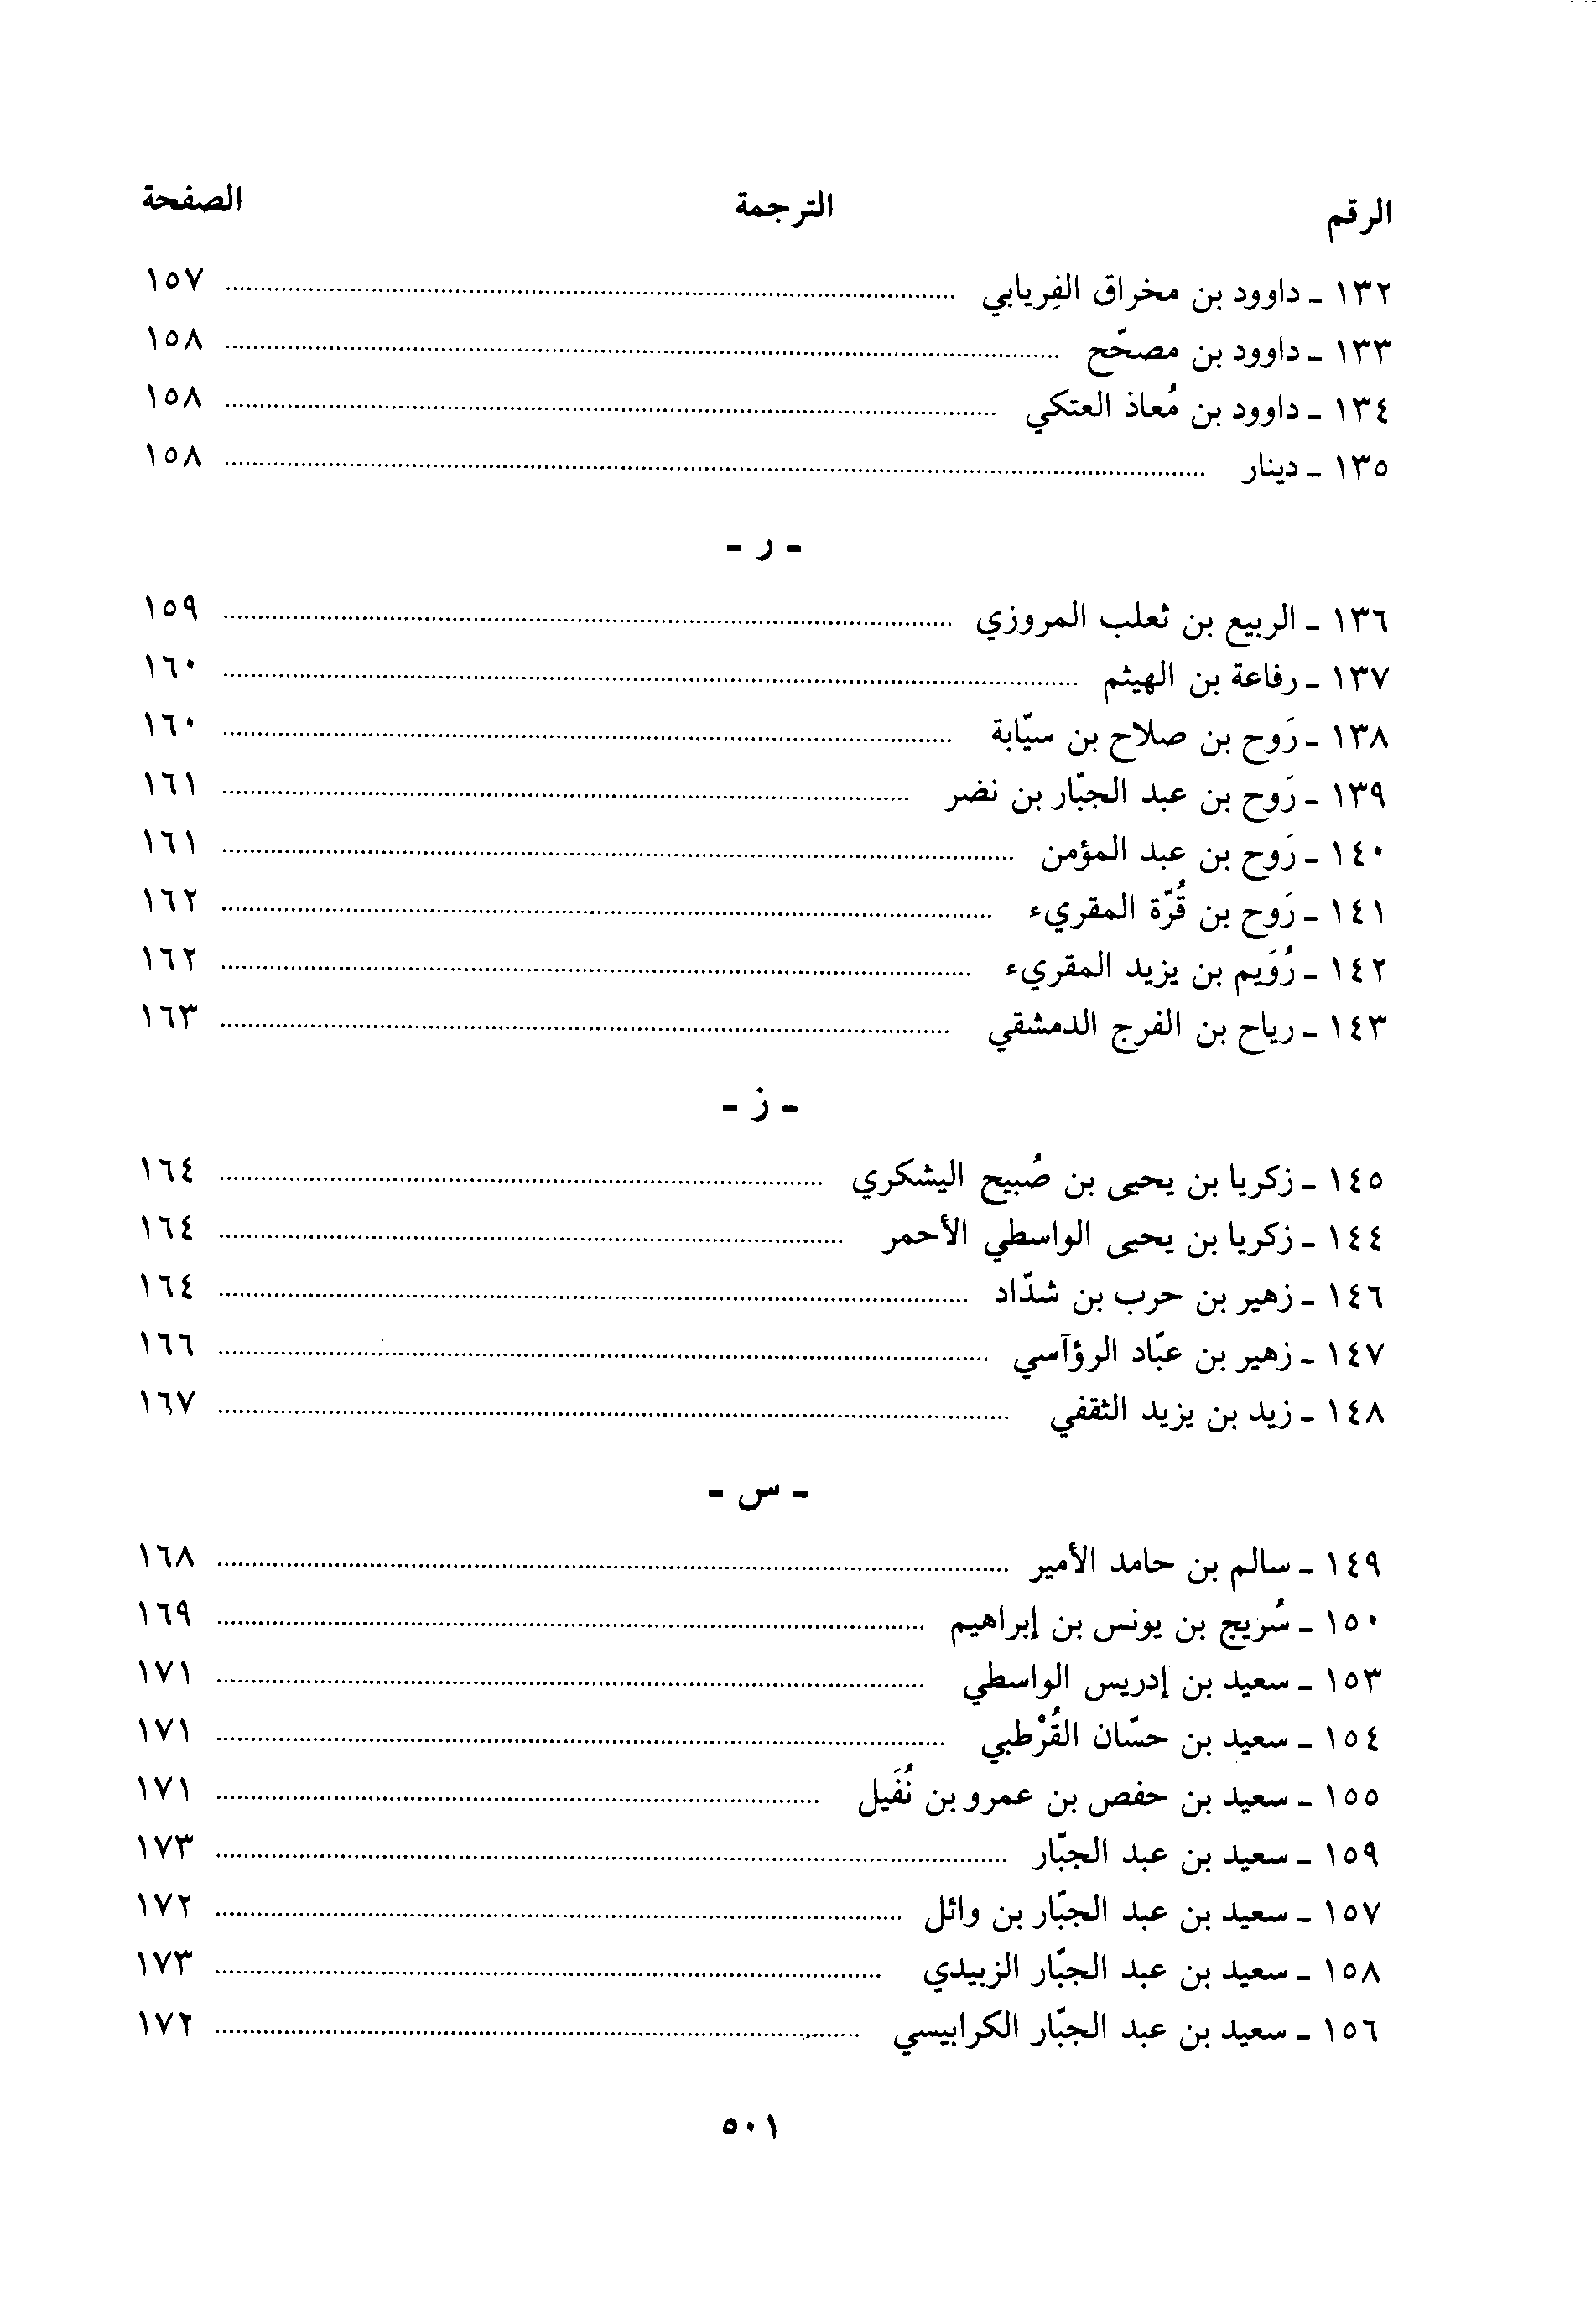 الرقم الترجمة الصفحة
١٣٢ - داوود بن مخراق الفِريابي ........ ١٥٧
١٣٣ - داوود بن مصحّح ........ ١٥٨
١٣٤ - داوود بن مُعاذ العتكي ........ ١٥٨
١٣٥ - دينار ........ ١٥٨
- ر -
١٣٦ - الربيع بن ثعلب المروزي ........ ١٥٩
١٣٧ - رفاعة بن الهيثم ........ ١٦٠
١٣٨ - رَوح بن صلاح بن سيّابة ........ ١٦٠
١٣٩ - رَوح بن عبد الجبّار بن نضر ........ ١٦١
١٤٠ - رَوح بن عبد المؤمن ........ ١٦١
١٤١ - رَوح بن قُرّة المقريء ........ ١٦٢
١٤٢ - رُوَيم بن يزيد المقريء ........ ١٦٢
١٤٣ - رياح بن الفرج الدمشقي ........ ١٦٣
- ز -
١٤٥ - زكريا بن يحيى بن صُبيح اليشكري ........ ١٦٤
١٤٤ - زكريا بن يحيى الواسطي الأحمر ........ ١٦٤
١٤٦ - زهير بن حرب بن شدّاد ........ ١٦٤
١٤٧ - زهير بن عبّاد الرؤآسي ........ ١٦٦
١٤٨ - زيد بن يزيد الثقفي ........ ١٦٧
- س -
١٤٩ - سالم بن حامد الأمير ........ ١٦٨
١٥٠ - سُريج بن يونس بن إبراهيم ........ ١٦٩
١٥٣ - سعيد بن إدريس الواسطي ........ ١٧١
١٥٤ - سعيد بن حسّان القُرْطبي ........ ١٧١
١٥٥ - سعيد بن حفص بن عمرو بن نُفَيل ........ ١٧١
١٥٩ - سعيد بن عبد الجبّار ........ ١٧٣
١٥٧ - سعيد بن عبد الجبّار بن وائل ........ ١٧٢
١٥٨ - سعيد بن عبد الجبّار الزبيدي ........ ١٧٣
١٥٦ - سعيد بن عبد الجبّار الكرابيسي ........ ١٧٢
٥٠١